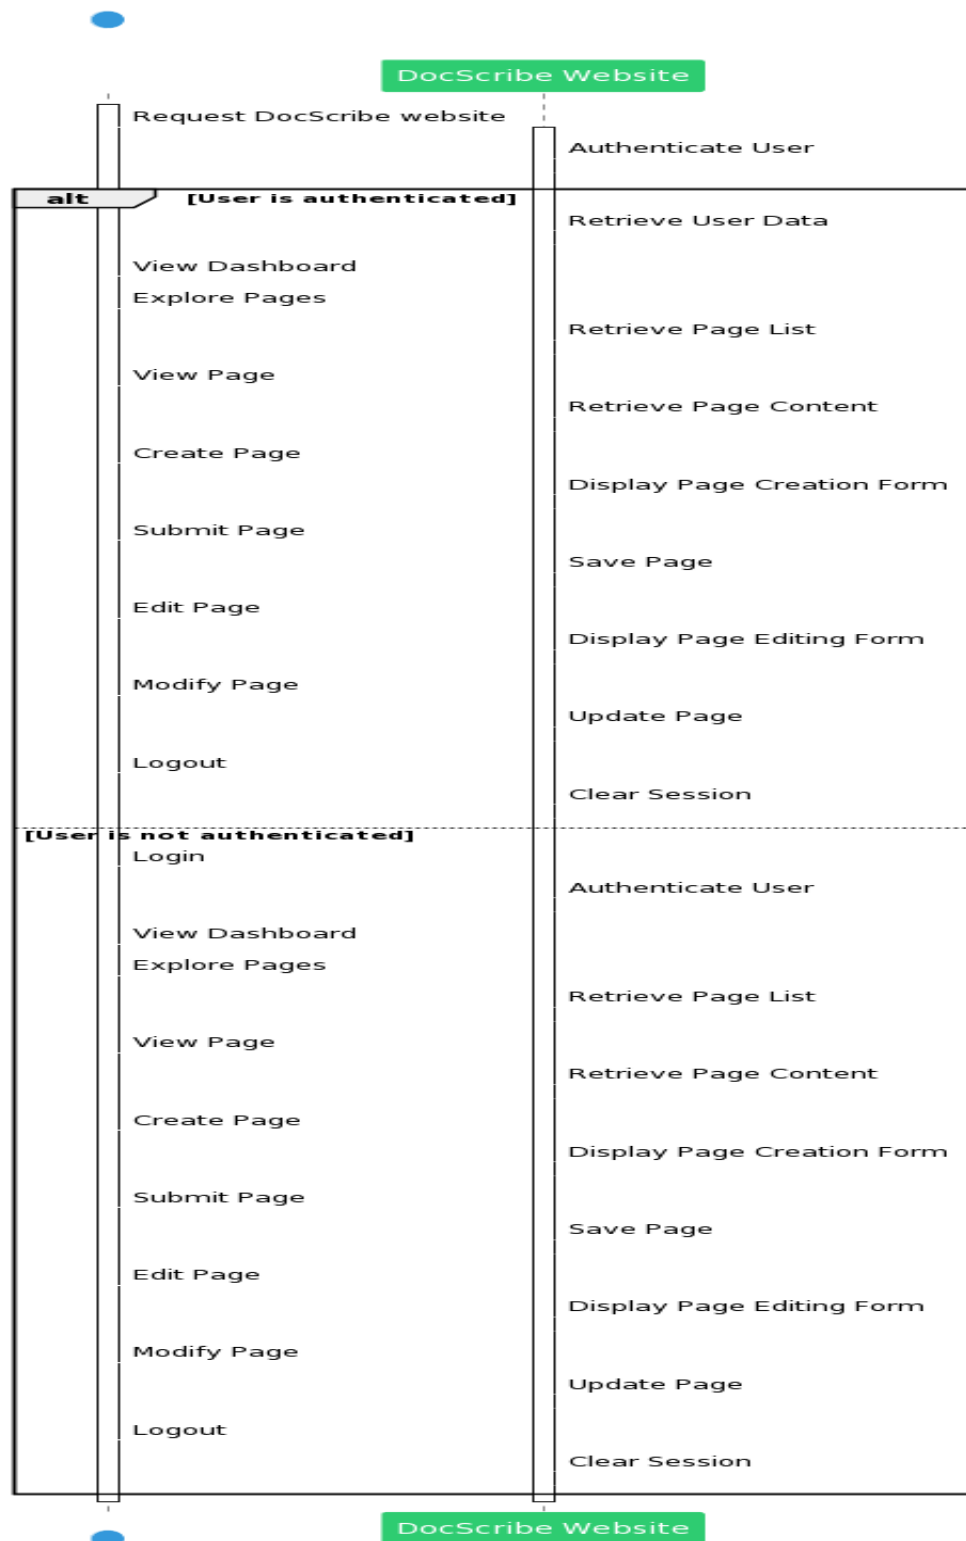 DocScribe Website
Request DocScribe website
Authenticate User
alt [User is authenticated]
Retrieve User Data
View Dashboard
Explore Pages
Retrieve Page List
View Page
Retrieve Page Content
Create Page
Display Page Creation Form
Submit Page
Save Page
Edit Page
Display Page Editing Form
Modify Page
Update Page
Logout
Clear Session
[User is not authenticated]
Login
Authenticate User
View Dashboard
Explore Pages
Retrieve Page List
View Page
Retrieve Page Content
Create Page
Display Page Creation Form
Submit Page
Save Page
Edit Page
Display Page Editing Form
Modify Page
Update Page
Logout
Clear Session
DocScribe Website